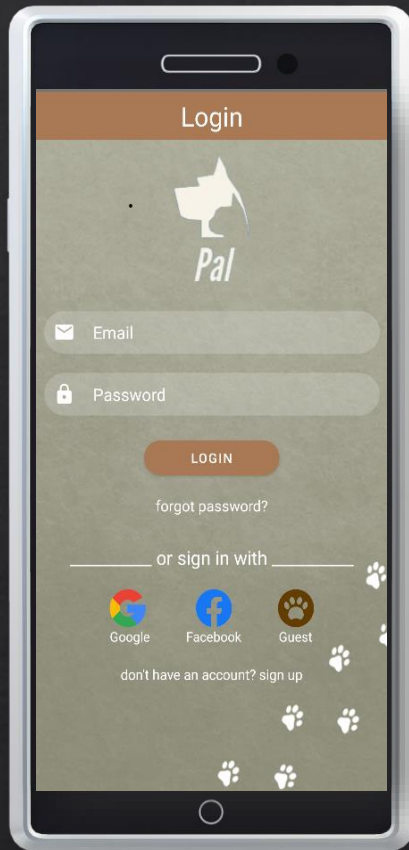 Login
Pal
Email
Password
LOGIN
forgot password?
or sign in with
Google Facebook Guest
don't have an account? sign up